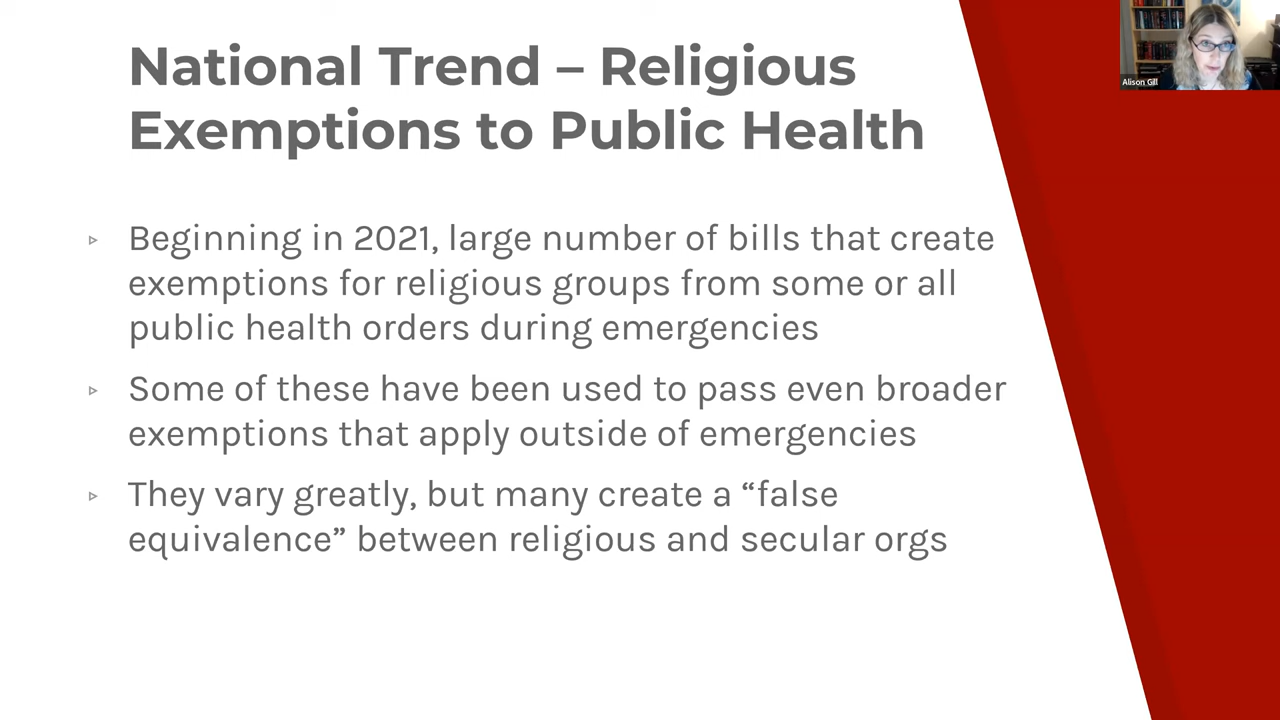 National Trend – Religious
Exemptions to Public Health
Alison Gill
▹ Beginning in 2021, large number of bills that create
exemptions for religious groups from some or all
public health orders during emergencies
▹ Some of these have been used to pass even broader
exemptions that apply outside of emergencies
▹ They vary greatly, but many create a “false
equivalence” between religious and secular orgs